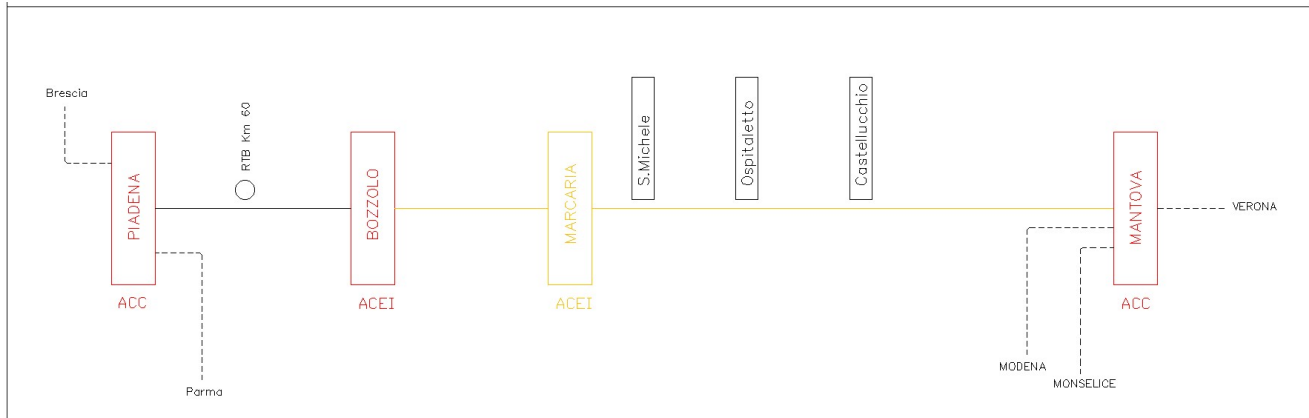 Brescia
RTB Km 60
S.Michele
Ospitaletto
Castellucchio
PIADENA
BOZZOLO
MARCARIA
MANTOVA
VERONA
ACC
ACEI
ACEI
ACC
MODENA
MONSELICE
Parma